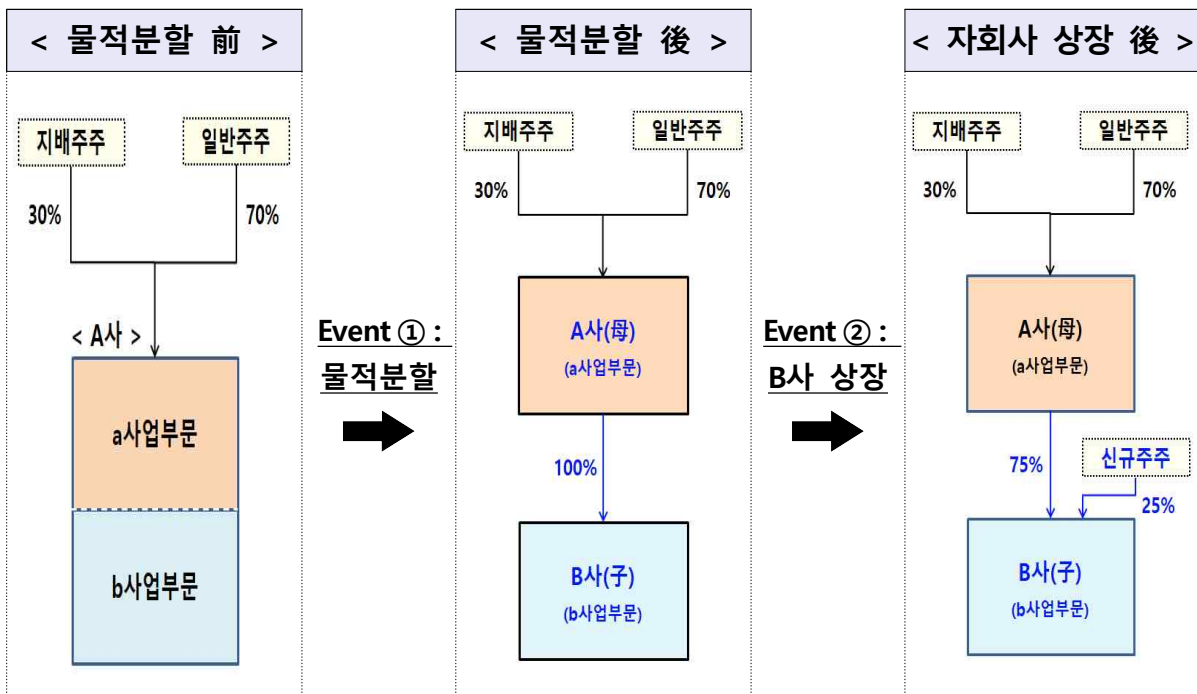 < 물적분할 前 >
지배주주
일반주주
30%
70%
< A사 >
a사업부문
b사업부문
Event ① :
물적분할
< 물적분할 後 >
지배주주
일반주주
30%
70%
A사(母)
(a사업부문)
100%
B사(子)
(b사업부문)
Event ② :
B사 상장
< 자회사 상장 後 >
지배주주
일반주주
30%
70%
A사(母)
(a사업부문)
75%
신규주주
25%
B사(子)
(b사업부문)